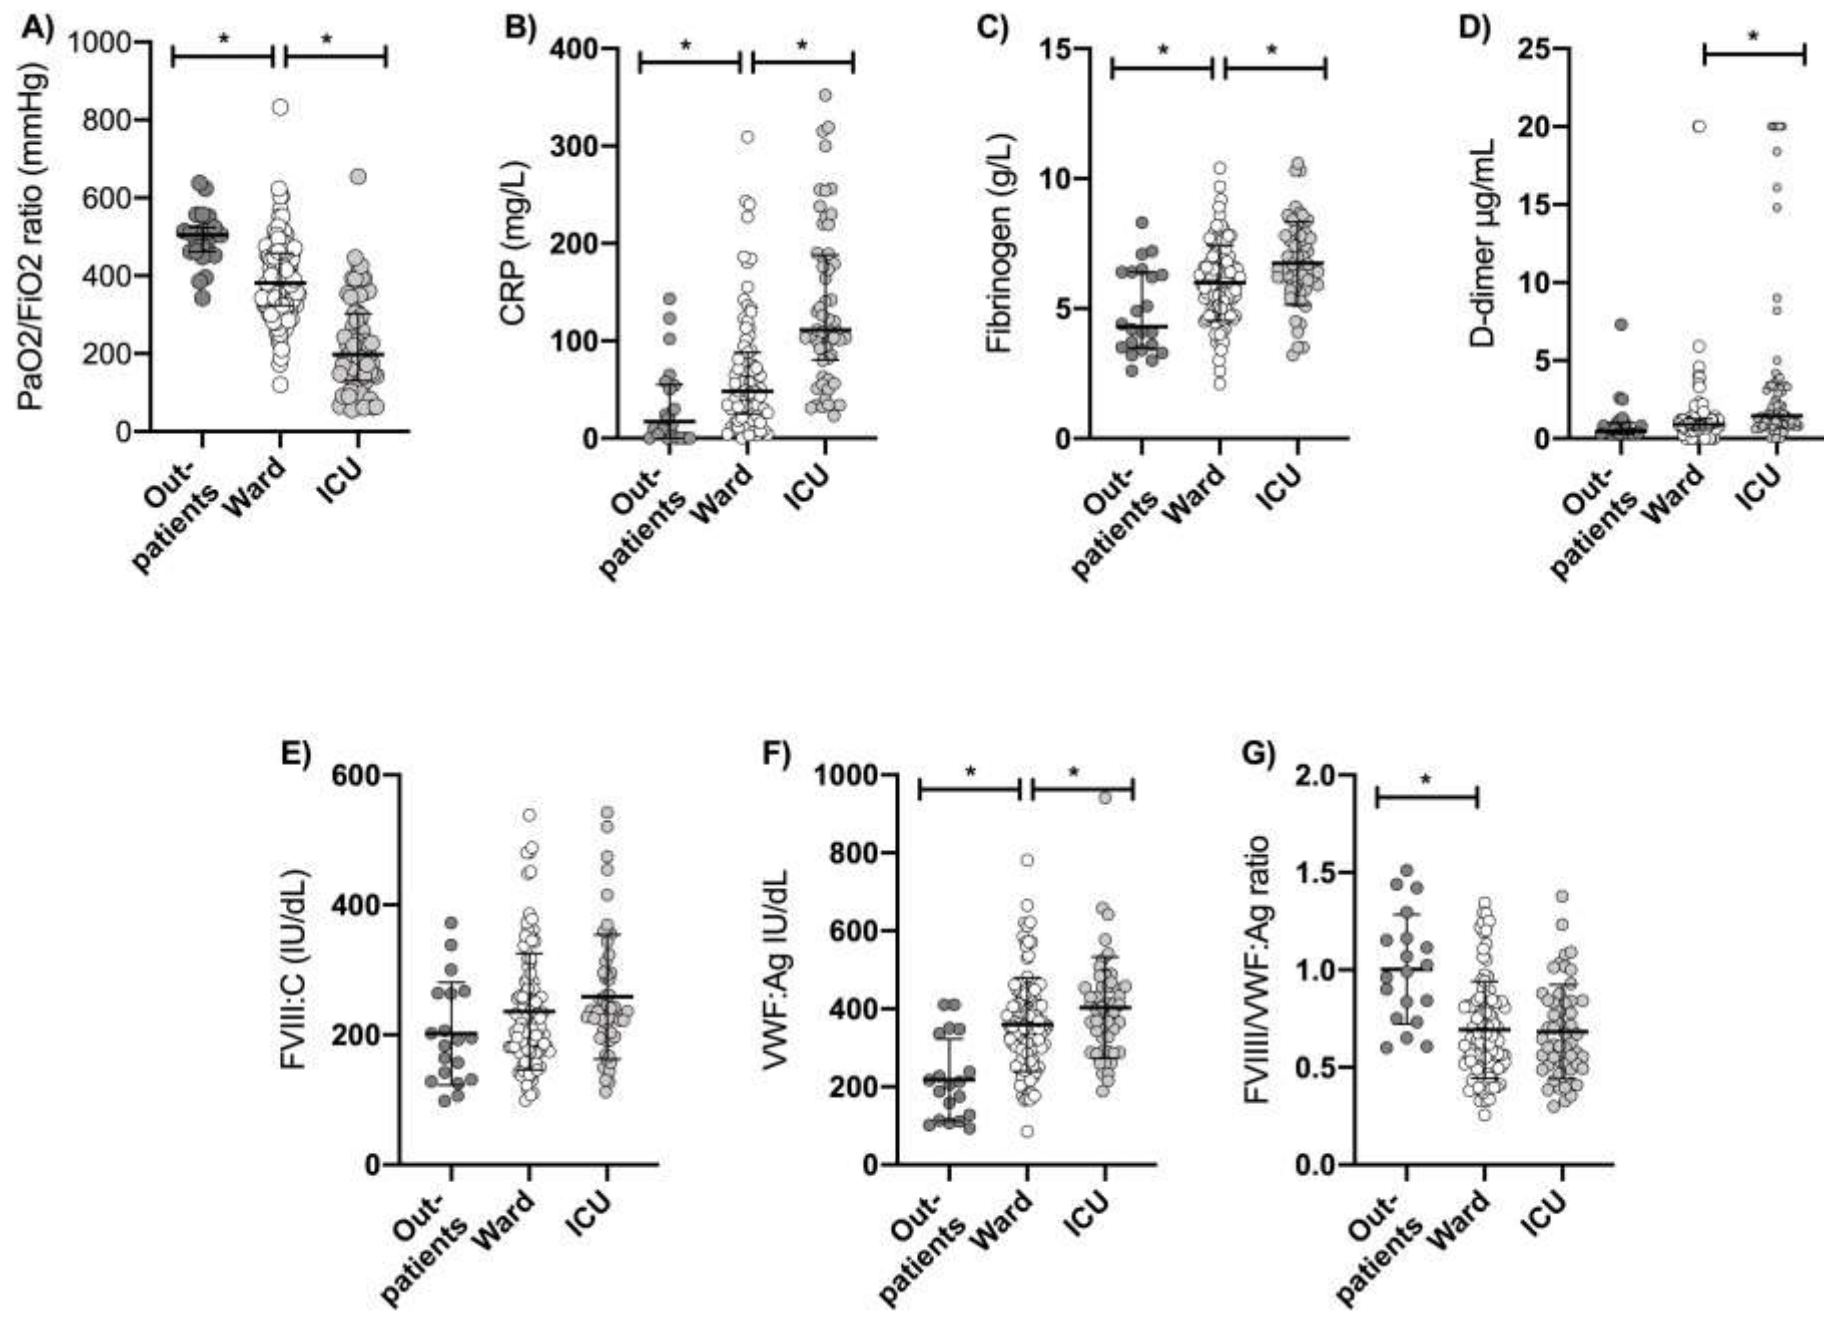 A)
PaO2/FiO2 ratio (mmHg)
1000
800
600
400
200
0
*
*
Out-
patients
Ward
ICU
B)
CRP (mg/L)
400
300
200
100
0
*
*
Out-
patients
Ward
ICU
C)
Fibrinogen (g/L)
15
10
5
0
*
*
Out-
patients
Ward
ICU
D)
D-dimer µg/mL
25
20
15
10
5
0
*
Out-
patients
Ward
ICU
E)
FVIII:C (IU/dL)
600
400
200
0
Out-
patients
Ward
ICU
F)
VWF:Ag IU/dL
1000
800
600
400
200
0
*
*
Out-
patients
Ward
ICU
G)
FVIIII/VWF:Ag ratio
2.0
1.5
1.0
0.5
0.0
*
Out-
patients
Ward
ICU